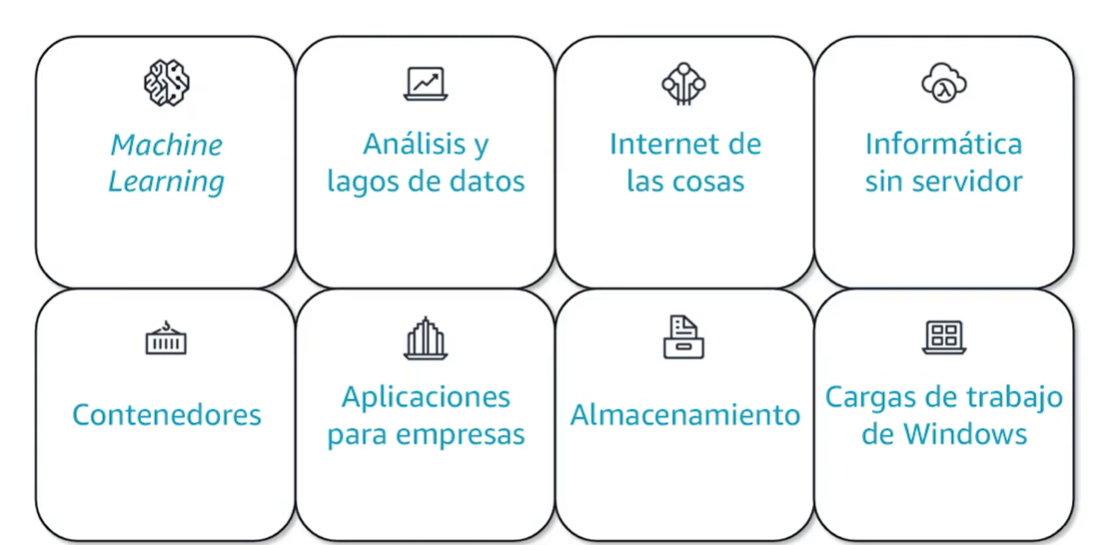 Machine
Learning
Análisis y
lagos de datos
Internet de
las cosas
Informática
sin servidor
Contenedores
Aplicaciones
para empresas
Almacenamiento
Cargas de trabajo
de Windows